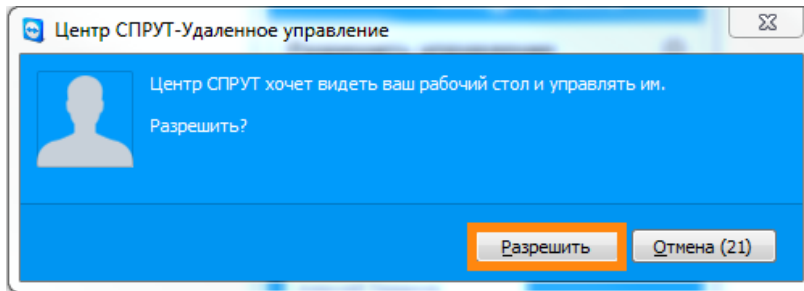 Центр СПРУТ-Удаленное управление
Центр СПРУТ хочет видеть ваш рабочий стол и управлять им.
Разрешить?
Разрешить
Отмена (21)